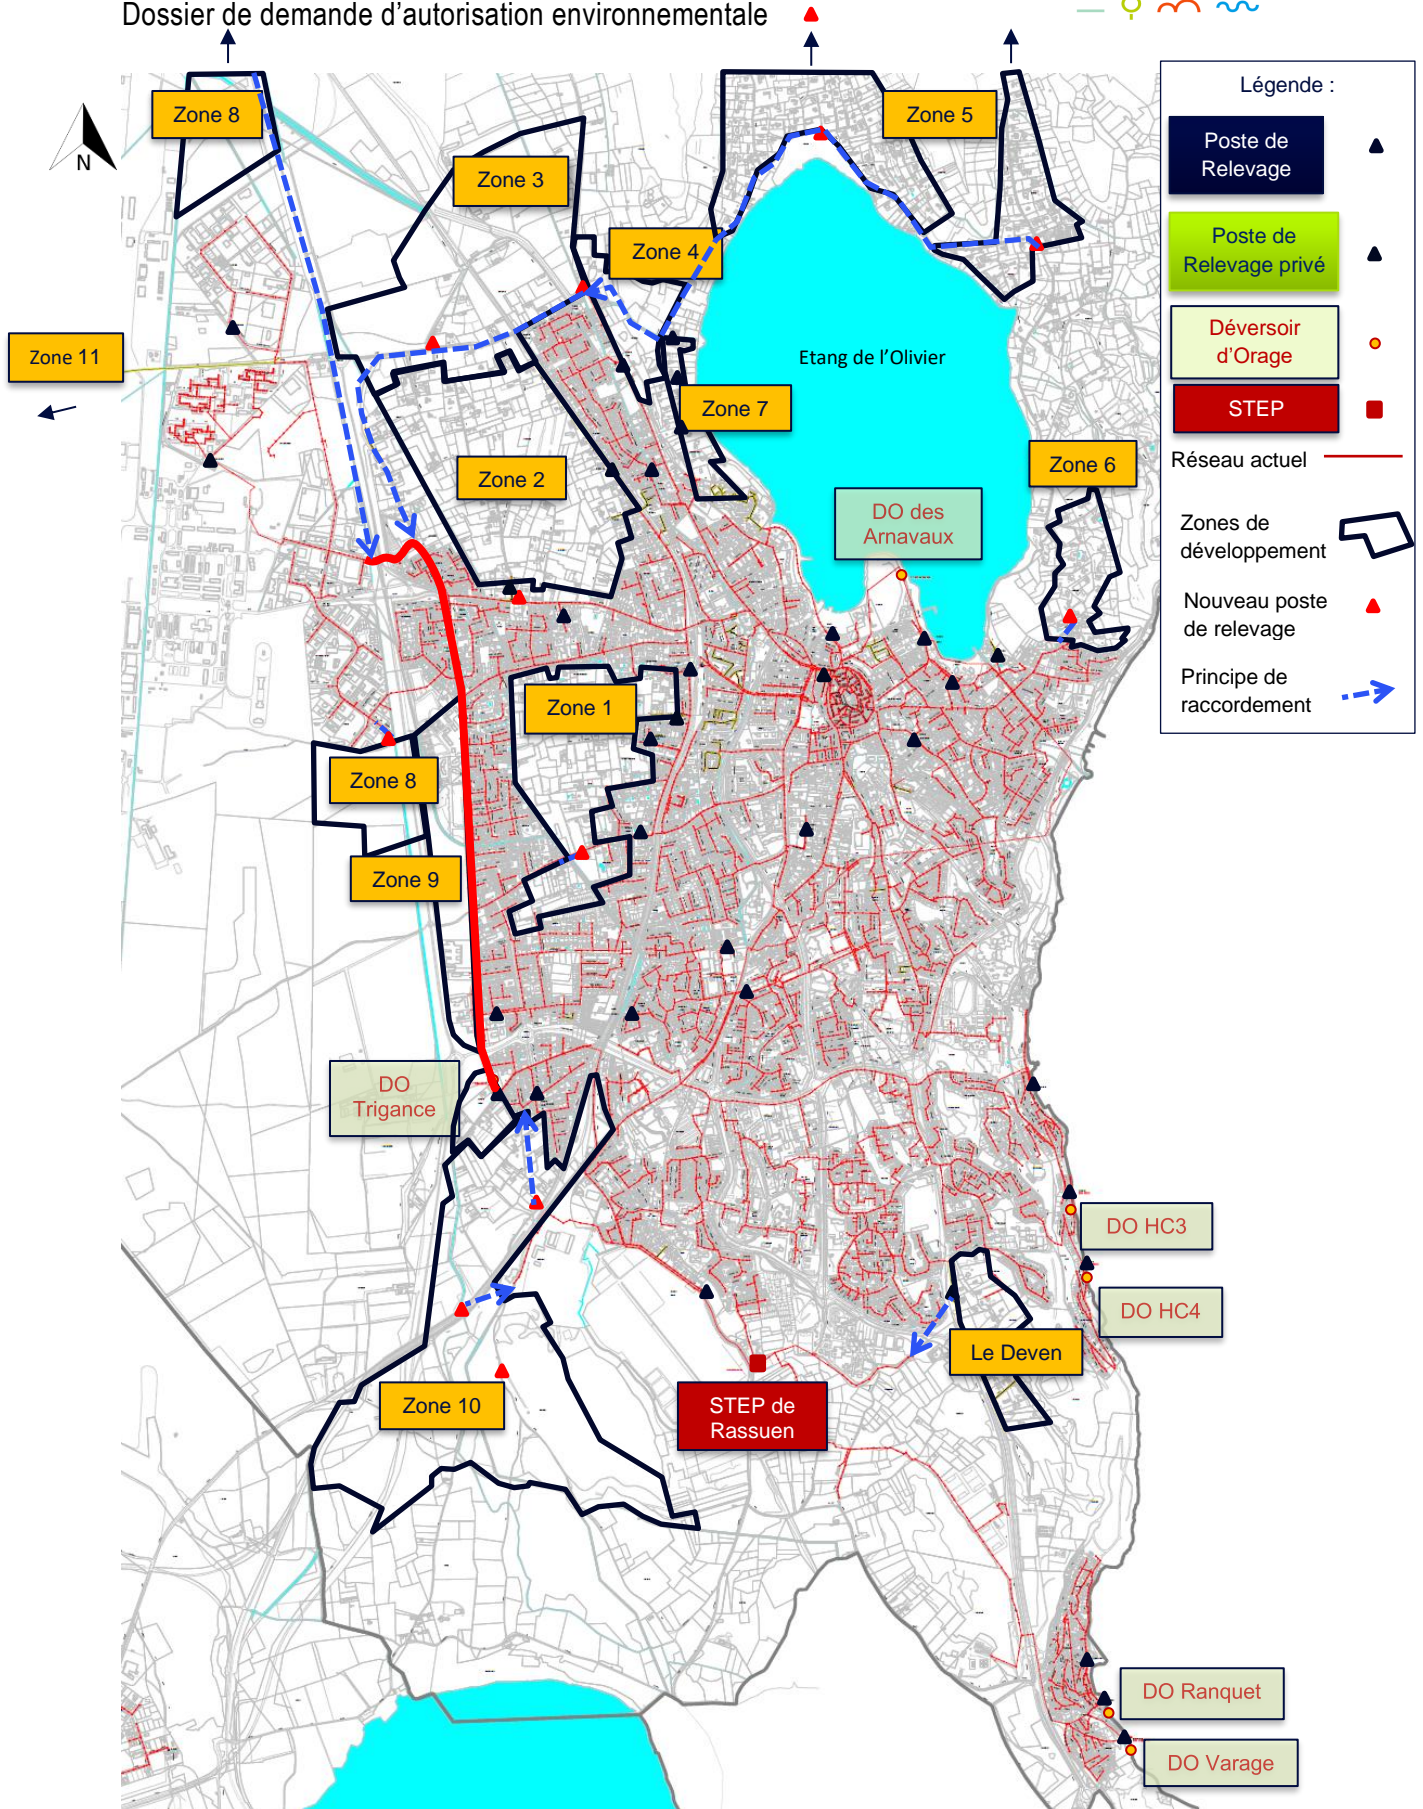 Dossier de demande d’autorisation environnementale
N
Zone 8
Zone 3
Zone 5
Zone 4
Zone 11
Etang de l’Olivier
Zone 7
Zone 2
Zone 6
DO des
Arnavaux
Zone 1
Zone 8
Zone 9
DO
Trigance
DO HC3
DO HC4
Le Deven
Zone 10
STEP de
Rassuen
DO Ranquet
DO Varage
Légende :
Poste de
Relevage
Poste de
Relevage privé
Déversoir
d’Orage
STEP
Réseau actuel
Zones de
développement
Nouveau poste
de relevage
Principe de
raccordement